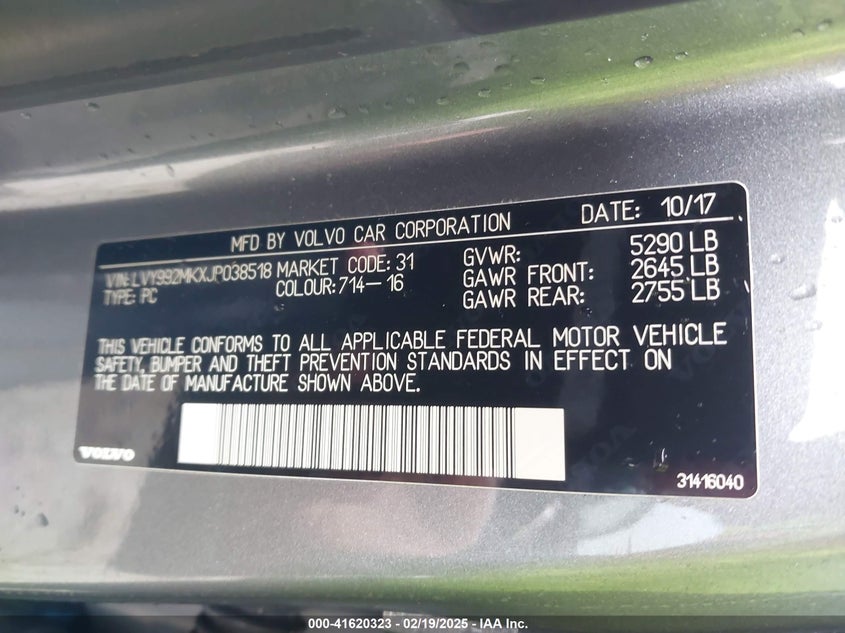 MFD BY VOLVO CAR CORPORATION DATE: 10/17
VIN: LVY992MKXJP038518 MARKET CODE: 31 GVWR: 5290 LB
TYPE: PC COLOUR: 714-16 GAWR FRONT: 2645 LB
GAWR REAR: 2755 LB
THIS VEHICLE CONFORMS TO ALL APPLICABLE FEDERAL MOTOR VEHICLE
SAFETY, BUMPER AND THEFT PREVENTION STANDARDS IN EFFECT ON
THE DATE OF MANUFACTURE SHOWN ABOVE.
VOLVO
31416040
000-41620323 - 02/19/2025 - IAA Inc.